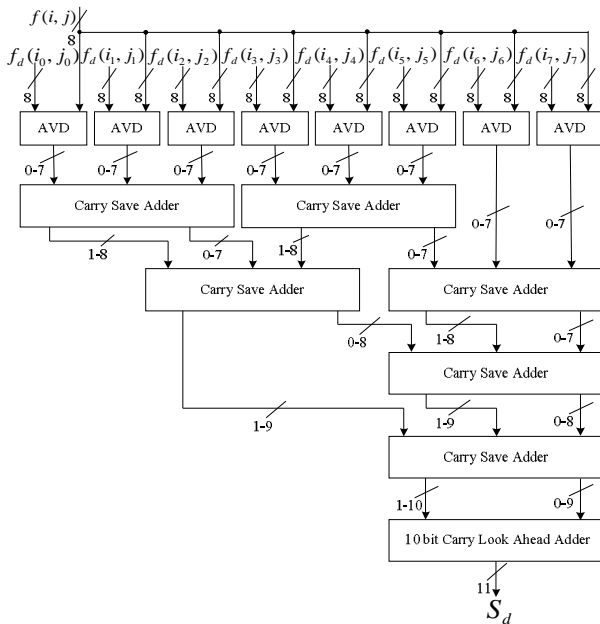 f(i, j)
8
f_d(i_0, j_0) f_d(i_1, j_1) f_d(i_2, j_2) f_d(i_3, j_3) f_d(i_4, j_4) f_d(i_5, j_5) f_d(i_6, j_6) f_d(i_7, j_7)
8 8 8 8 8 8 8 8 8 8 8 8 8 8 8 8
AVD AVD AVD AVD AVD AVD AVD AVD
0-7 0-7 0-7 0-7 0-7 0-7
Carry Save Adder Carry Save Adder
0-7 0-7
1-8 0-7 1-8 0-7
Carry Save Adder Carry Save Adder
0-8 1-8 0-7
Carry Save Adder
1-9 1-9 0-8
Carry Save Adder
1-10 0-9
10 bit Carry Look Ahead Adder
11
S_d